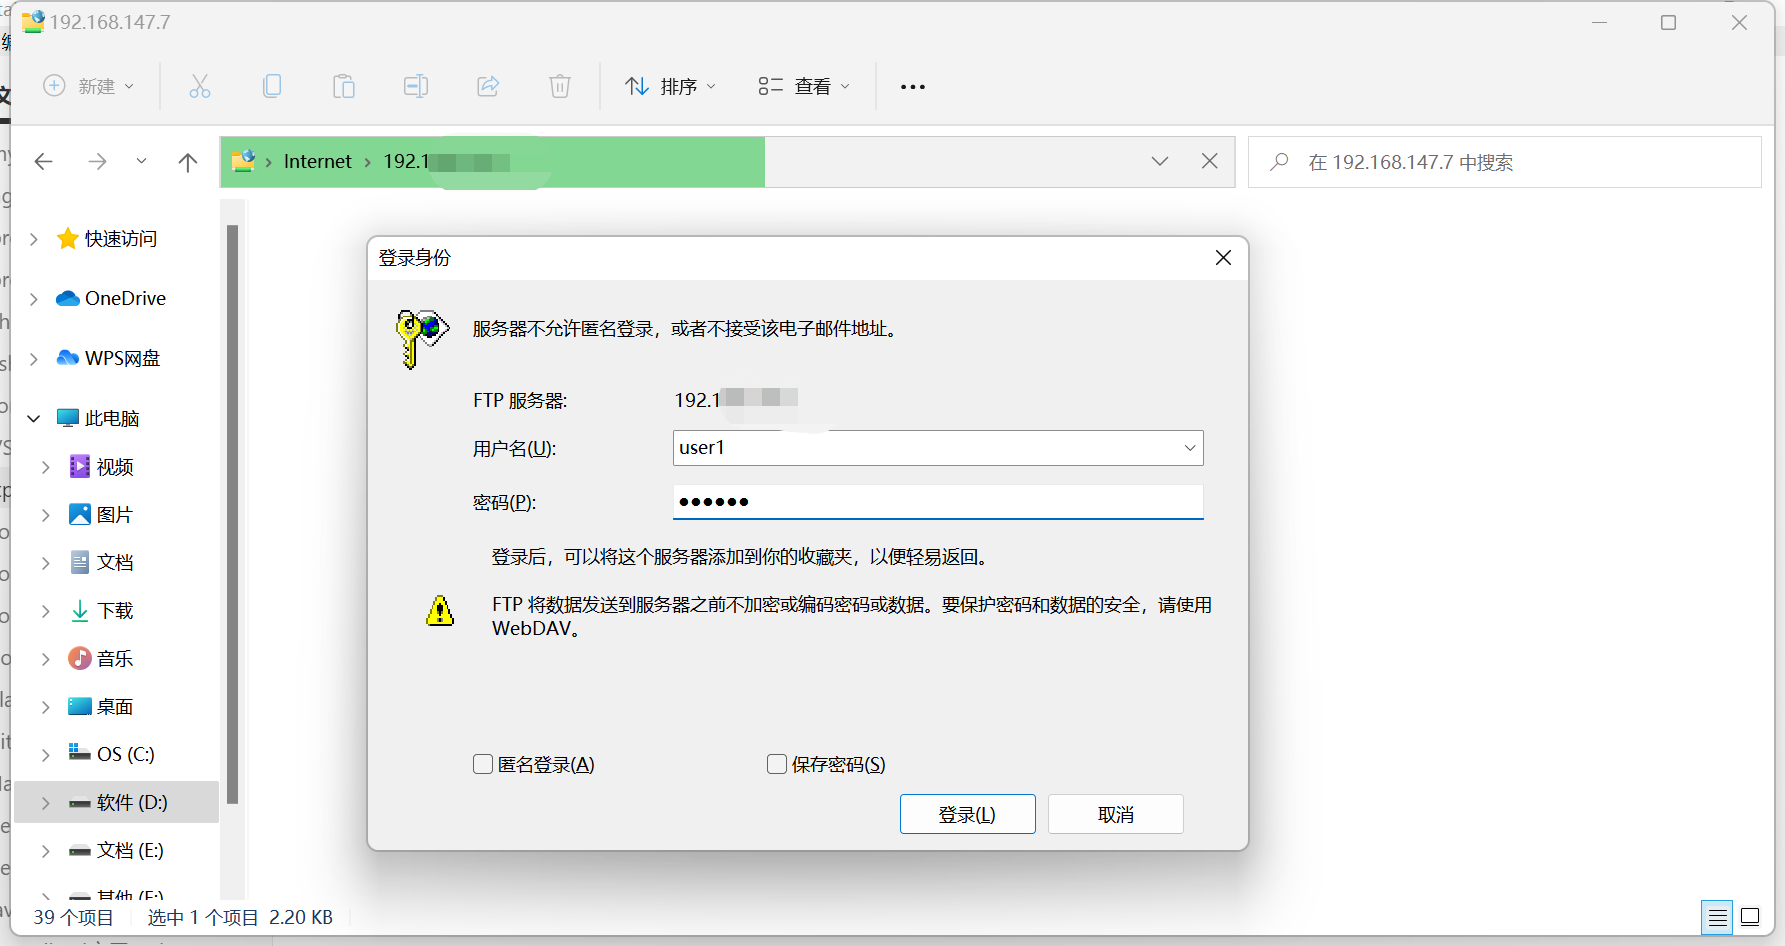 192.168.147.7
新建
排序
查看
Internet
192.1
在 192.168.147.7 中搜索
快速访问
OneDrive
WPS网盘
此电脑
视频
图片
文档
下载
音乐
桌面
OS (C:)
软件 (D:)
文档 (E:)
其他 (F:)
39 个项目
选中 1 个项目 2.20 KB
登录身份
服务器不允许匿名登录，或者不接受该电子邮件地址。
FTP 服务器:
192.1
用户名(U):
user1
密码(P):
登录后，可以将这个服务器添加到你的收藏夹，以便轻易返回。
FTP 将数据发送到服务器之前不加密或编码密码或数据。要保护密码和数据的安全，请使用
WebDAV。
匿名登录(A)
保存密码(S)
登录(L)
取消